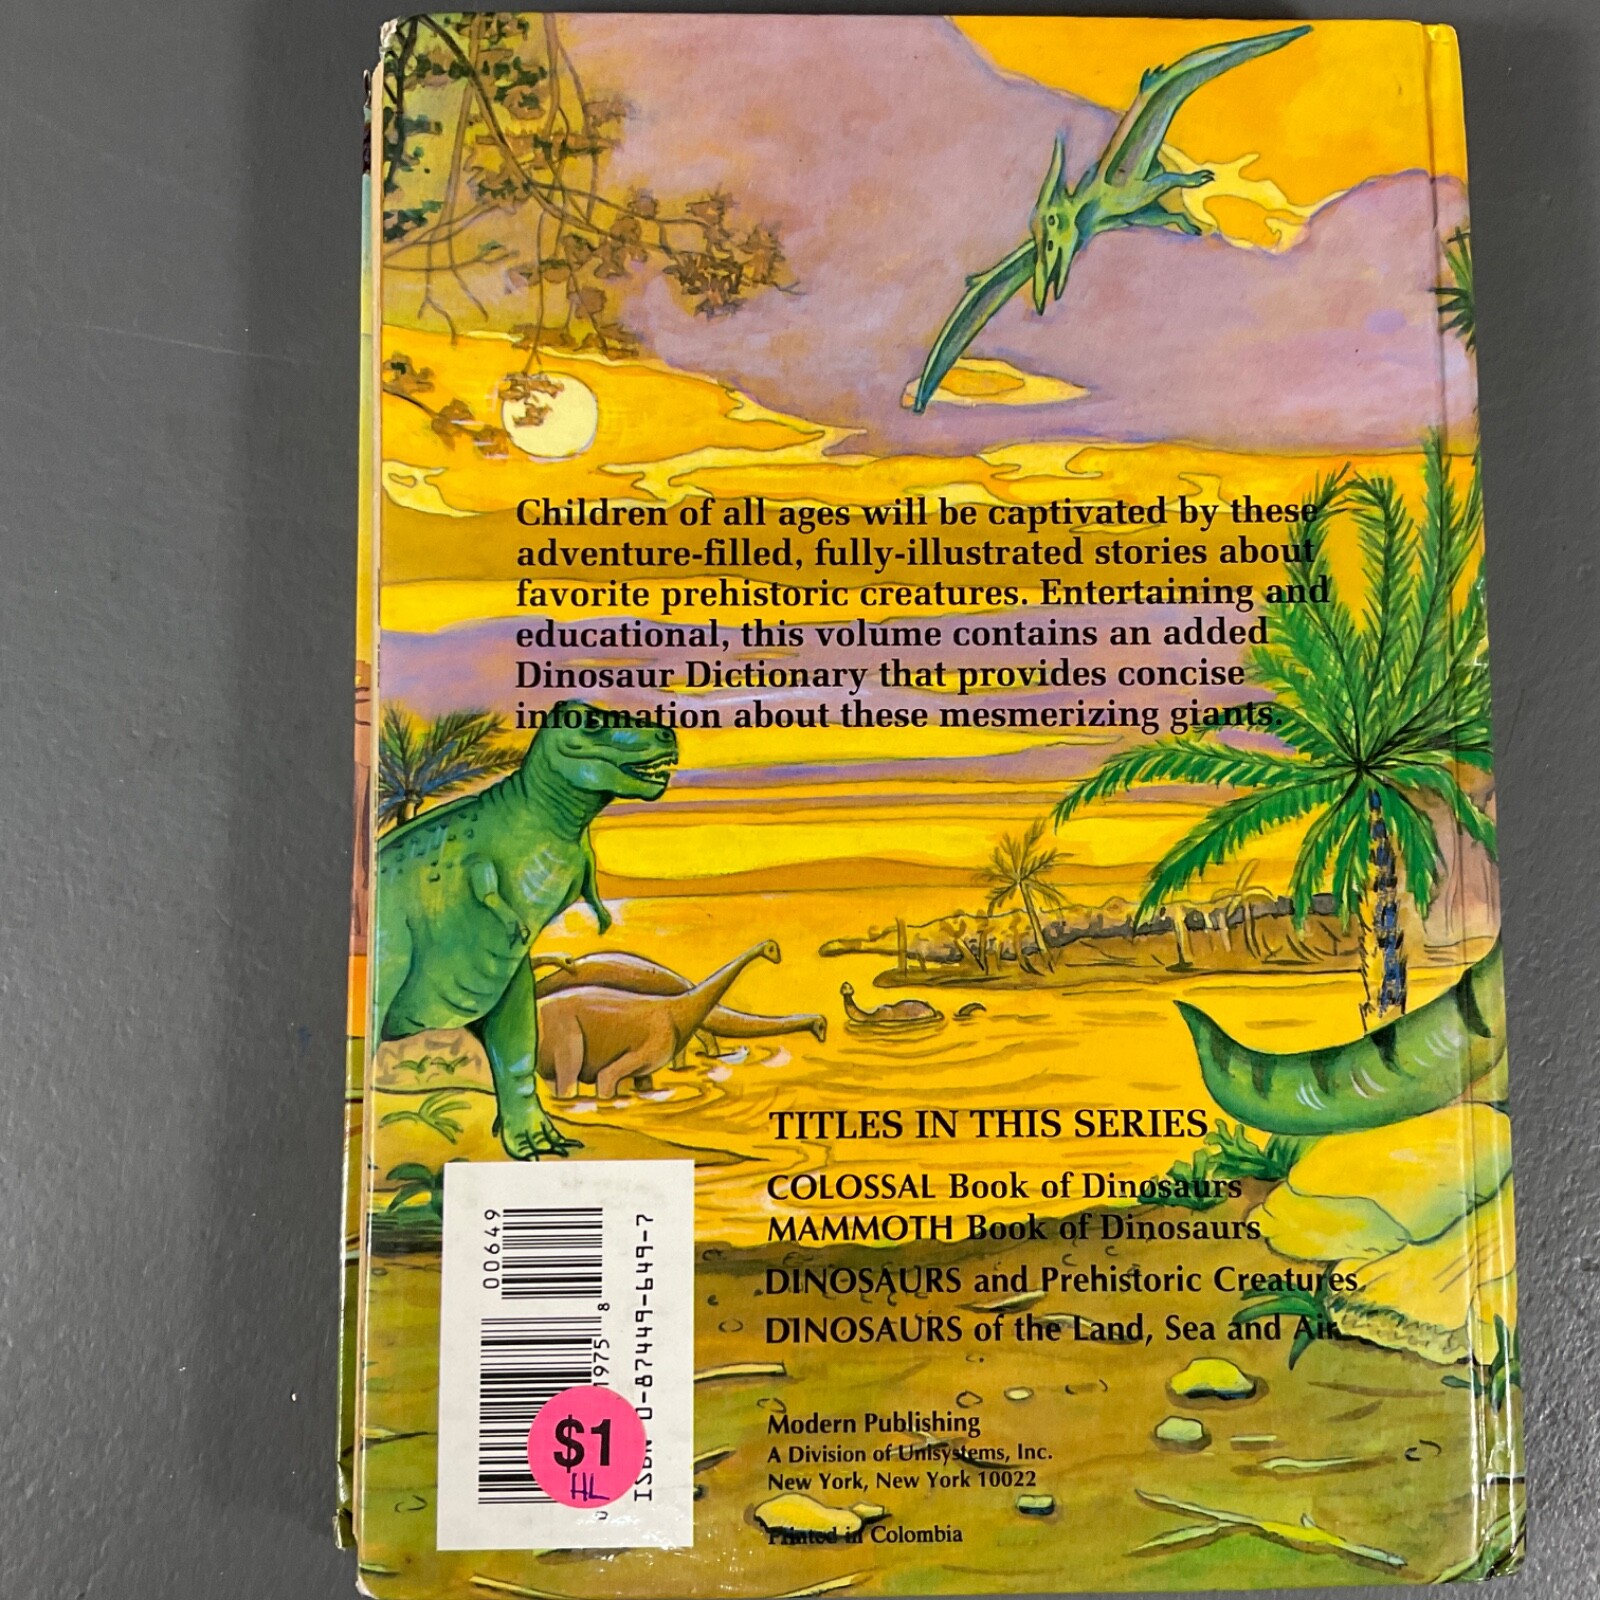 Children of all ages will be captivated by these
adventure-filled, fully-illustrated stories about
favorite prehistoric creatures. Entertaining and
educational, this volume contains an added
Dinosaur Dictionary that provides concise
information about these mesmerizing giants.
TITLES IN THIS SERIES
COLOSSAL Book of Dinosaurs
MAMMOTH Book of Dinosaurs
DINOSAURS and Prehistoric Creatures
DINOSAURS of the Land, Sea and Air
Modern Publishing
A Division of Unisystems, Inc.
New York, New York 10022
Printed in Colombia
00649
1975 8
ISBN 0-87449-649-7
$1
HL